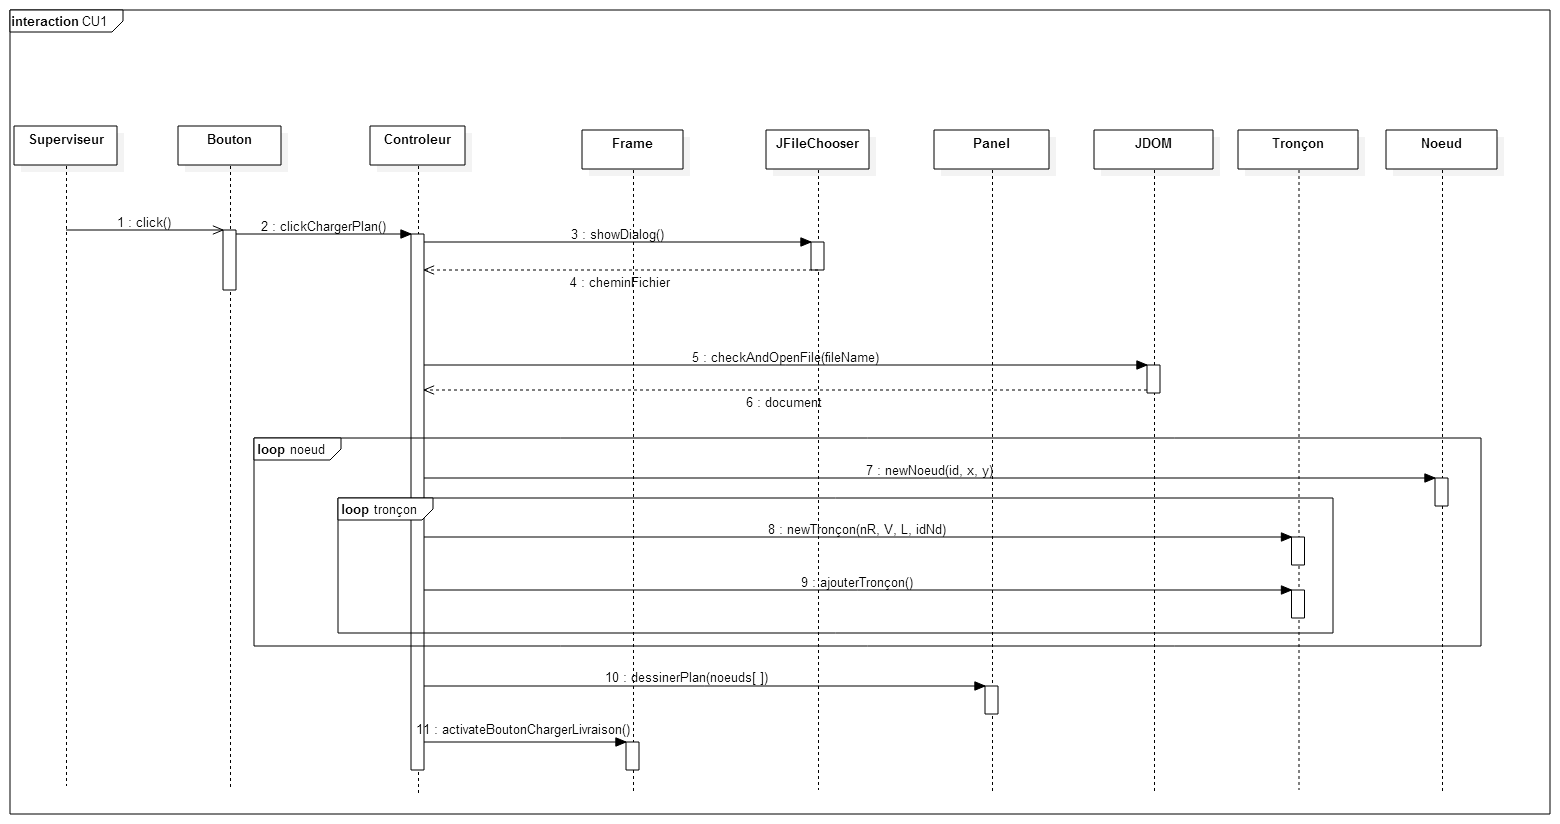 interaction CU1
Superviseur
Bouton
Controleur
Frame
JFileChooser
Panel
JDOM
Tronçon
Noeud
1 : click()
2 : clickChargerPlan()
3 : showDialog()
4 : cheminFichier
5 : checkAndOpenFile(fileName)
6 : document
loop noeud
7 : newNoeud(id, x, y)
loop tronçon
8 : newTronçon(nR, V, L, idNd)
9 : ajouterTronçon()
10 : dessinerPlan(noeuds[ ])
11 : activateBoutonChargerLivraison()